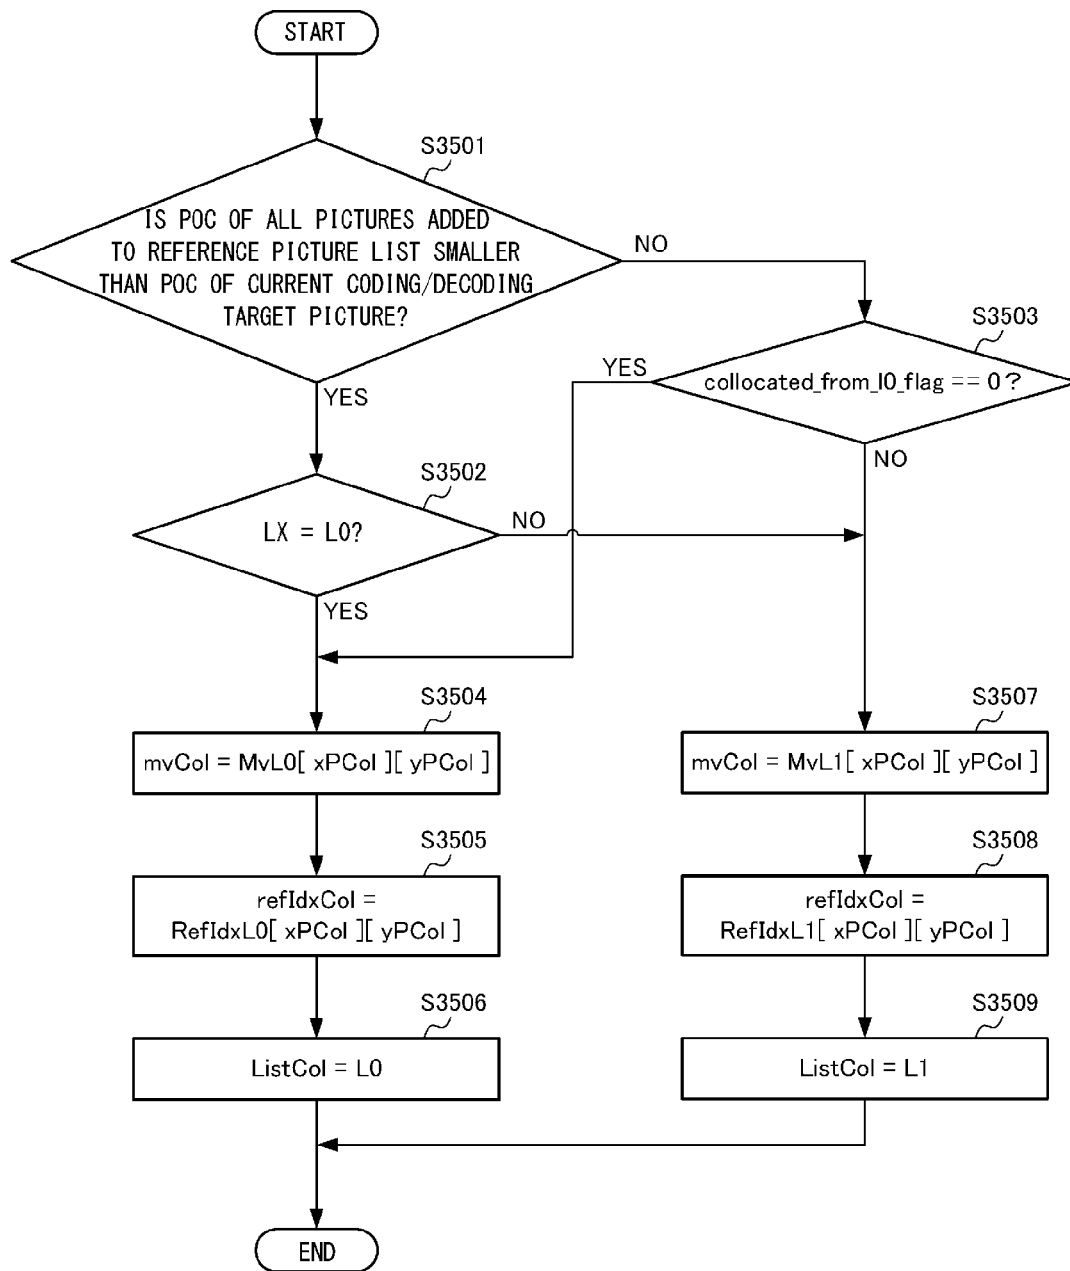 START
S3501
IS POC OF ALL PICTURES ADDED
TO REFERENCE PICTURE LIST SMALLER
THAN POC OF CURRENT CODING/DECODING
TARGET PICTURE?
NO
YES
S3503
collocated_from_l0_flag == 0?
YES
NO
S3502
LX = L0?
NO
YES
S3504
mvCol = MvL0[ xPCol ][ yPCol ]
S3507
mvCol = MvL1[ xPCol ][ yPCol ]
S3505
refIdxCol =
RefIdxL0[ xPCol ][ yPCol ]
S3508
refIdxCol =
RefIdxL1[ xPCol ][ yPCol ]
S3506
ListCol = L0
S3509
ListCol = L1
END